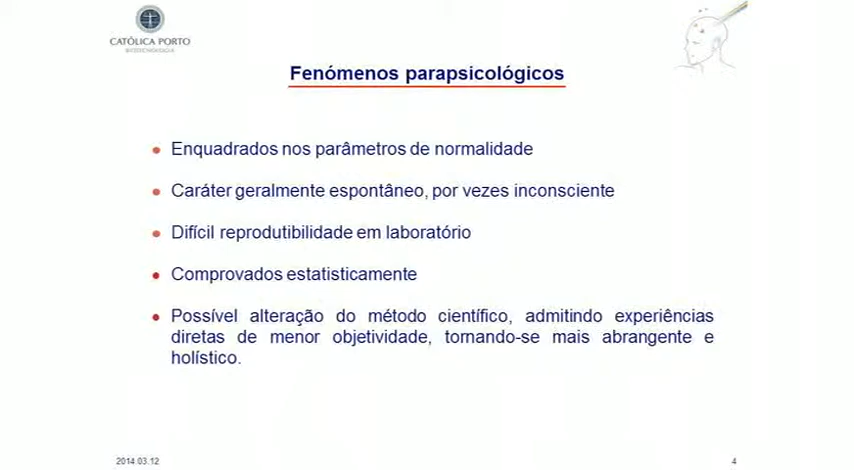 CATÓLICA PORTO
BIOTECNOLOGIA
Fenómenos parapsicológicos
Enquadrados nos parâmetros de normalidade
Caráter geralmente espontâneo, por vezes inconsciente
Difícil reprodutibilidade em laboratório
Comprovados estatisticamente
Possível alteração do método científico, admitindo experiências
diretas de menor objetividade, tornando-se mais abrangente e
holístico.
2014.03.12
4